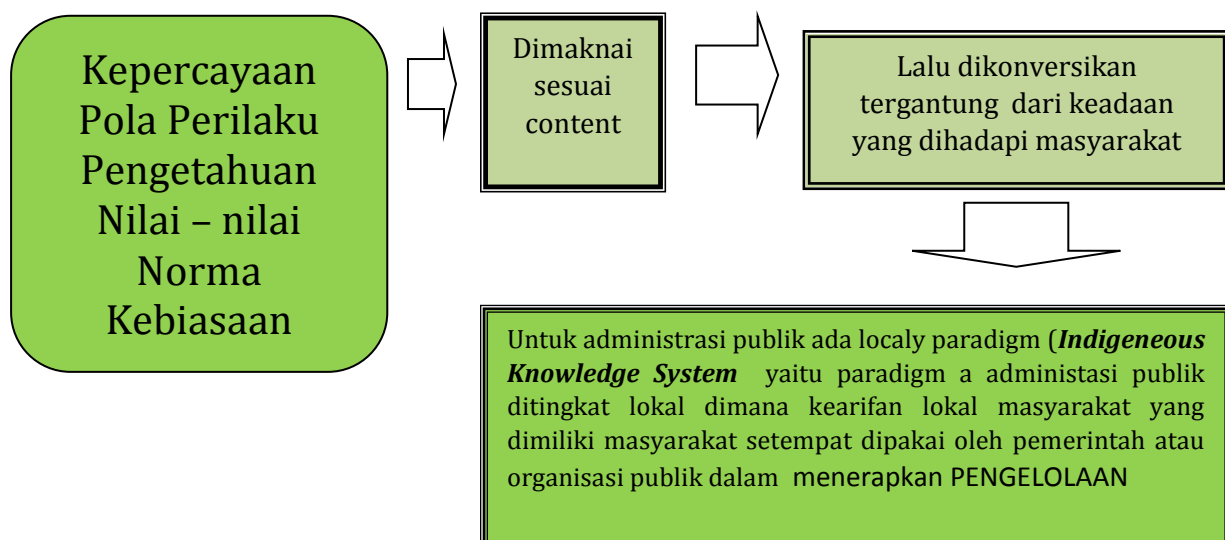 Kepercayaan
Pola Perilaku
Pengetahuan
Nilai – nilai
Norma
Kebiasaan
Dimaknai
sesuai
content
Lalu dikonversikan
tergantung dari keadaan
yang dihadapi masyarakat
Untuk administrasi publik ada localy paradigm (Indigeneous
Knowledge System yaitu paradigm a administasi publik
ditingkat lokal dimana kearifan lokal masyarakat yang
dimiliki masyarakat setempat dipakai oleh pemerintah atau
organisasi publik dalam menerapkan PENGELOLAAN